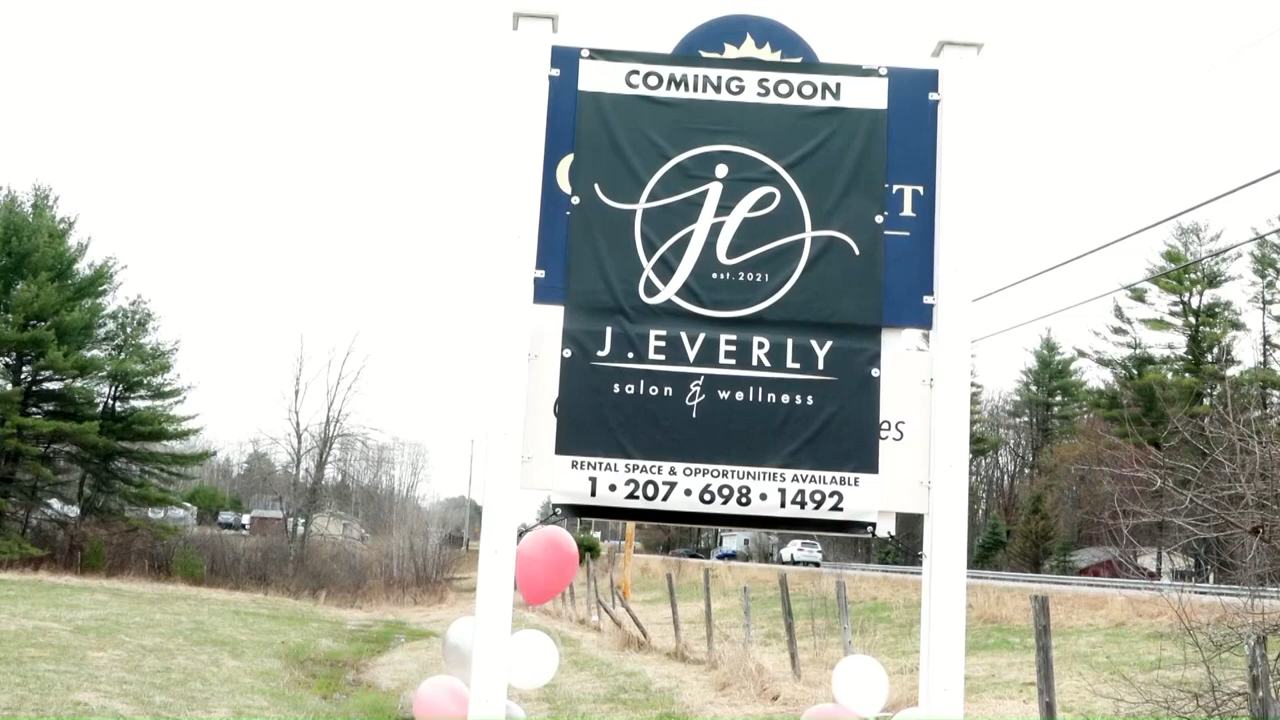 COMING SOON
je
est. 2021
J.EVERLY
salon & wellness
RENTAL SPACE & OPPORTUNITIES AVAILABLE
1•207•698•1492